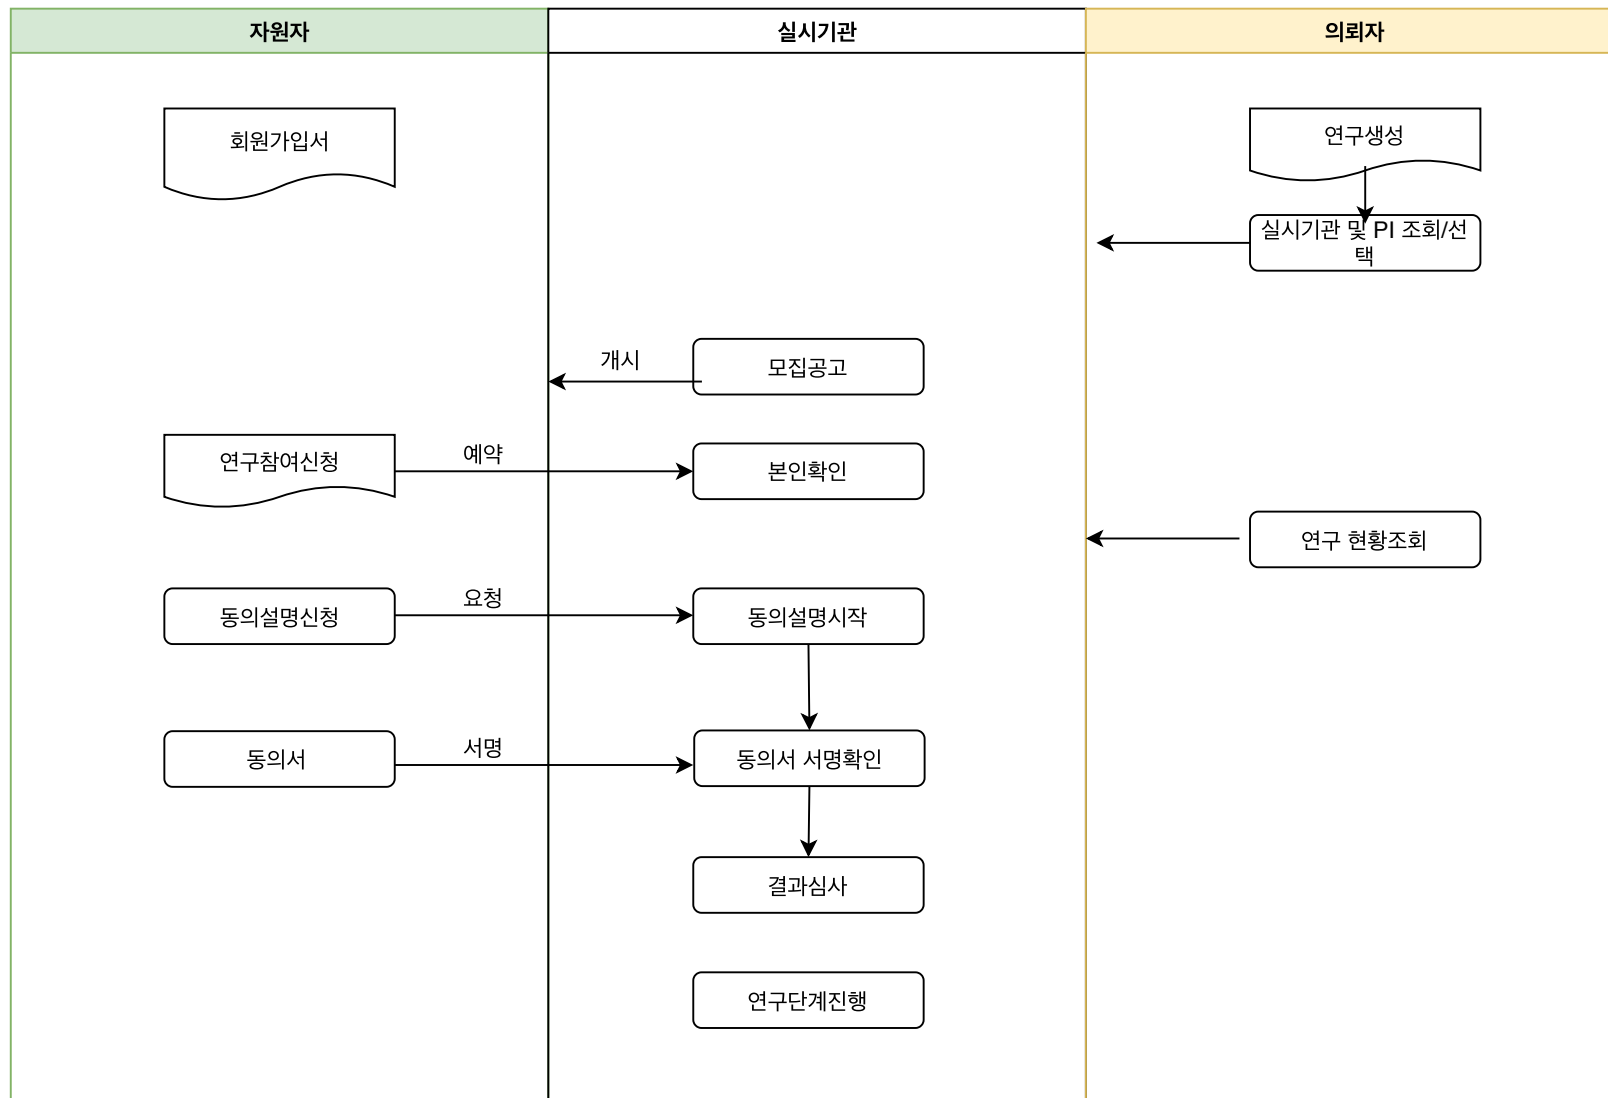 자원자
실시기관
의뢰자
회원가입서
연구생성
실시기관 및 PI 조회/선
택
개시
모집공고
연구참여신청
예약
본인확인
연구 현황조회
동의설명신청
요청
동의설명시작
동의서
서명
동의서 서명확인
결과심사
연구단계진행